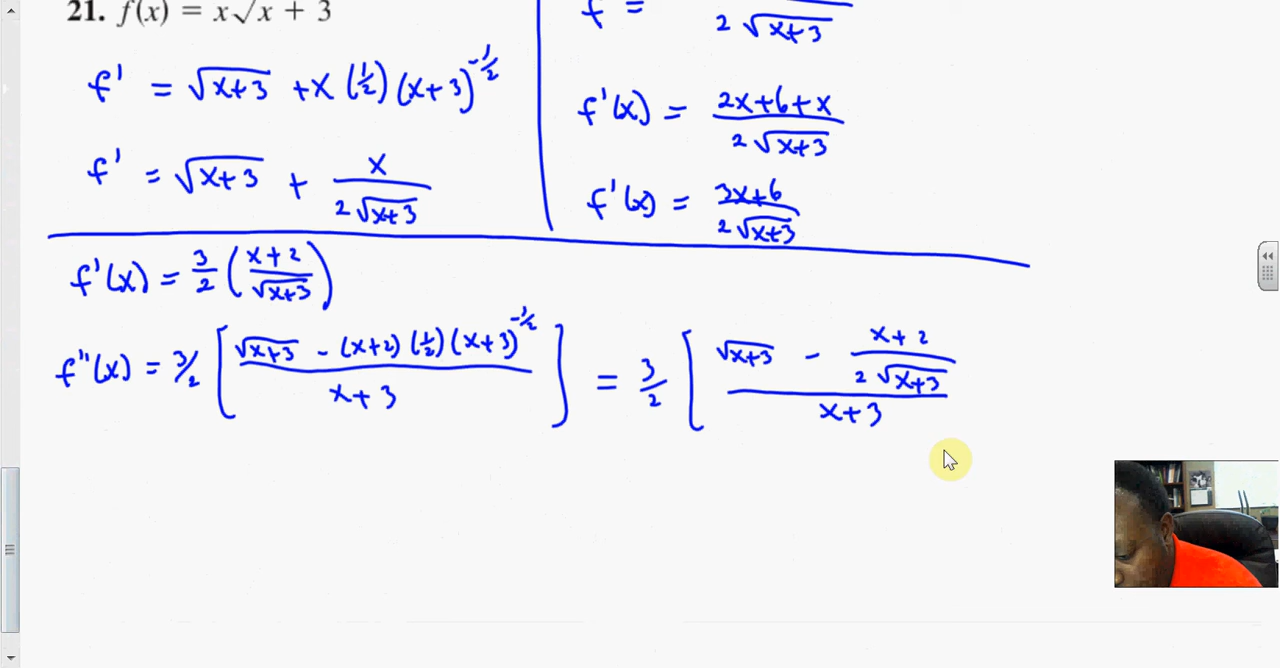 21. f(x) = x√x + 3
f' = √(x+3) + x (1/2) (x+3)^(-1/2)
f' = √(x+3) + x / (2√(x+3))
f' = / (2√(x+3))
f'(x) = (2x+6+x) / (2√(x+3))
f'(x) = (3x+6) / (2√(x+3))
f'(x) = 3/2 ((x+2) / √(x+3))
f''(x) = 3/2 [ (√(x+3) - (x+2) (1/2) (x+3)^(-1/2)) / (x+3) ] = 3/2 [ (√(x+3) - (x+2) / (2√(x+3))) / (x+3)